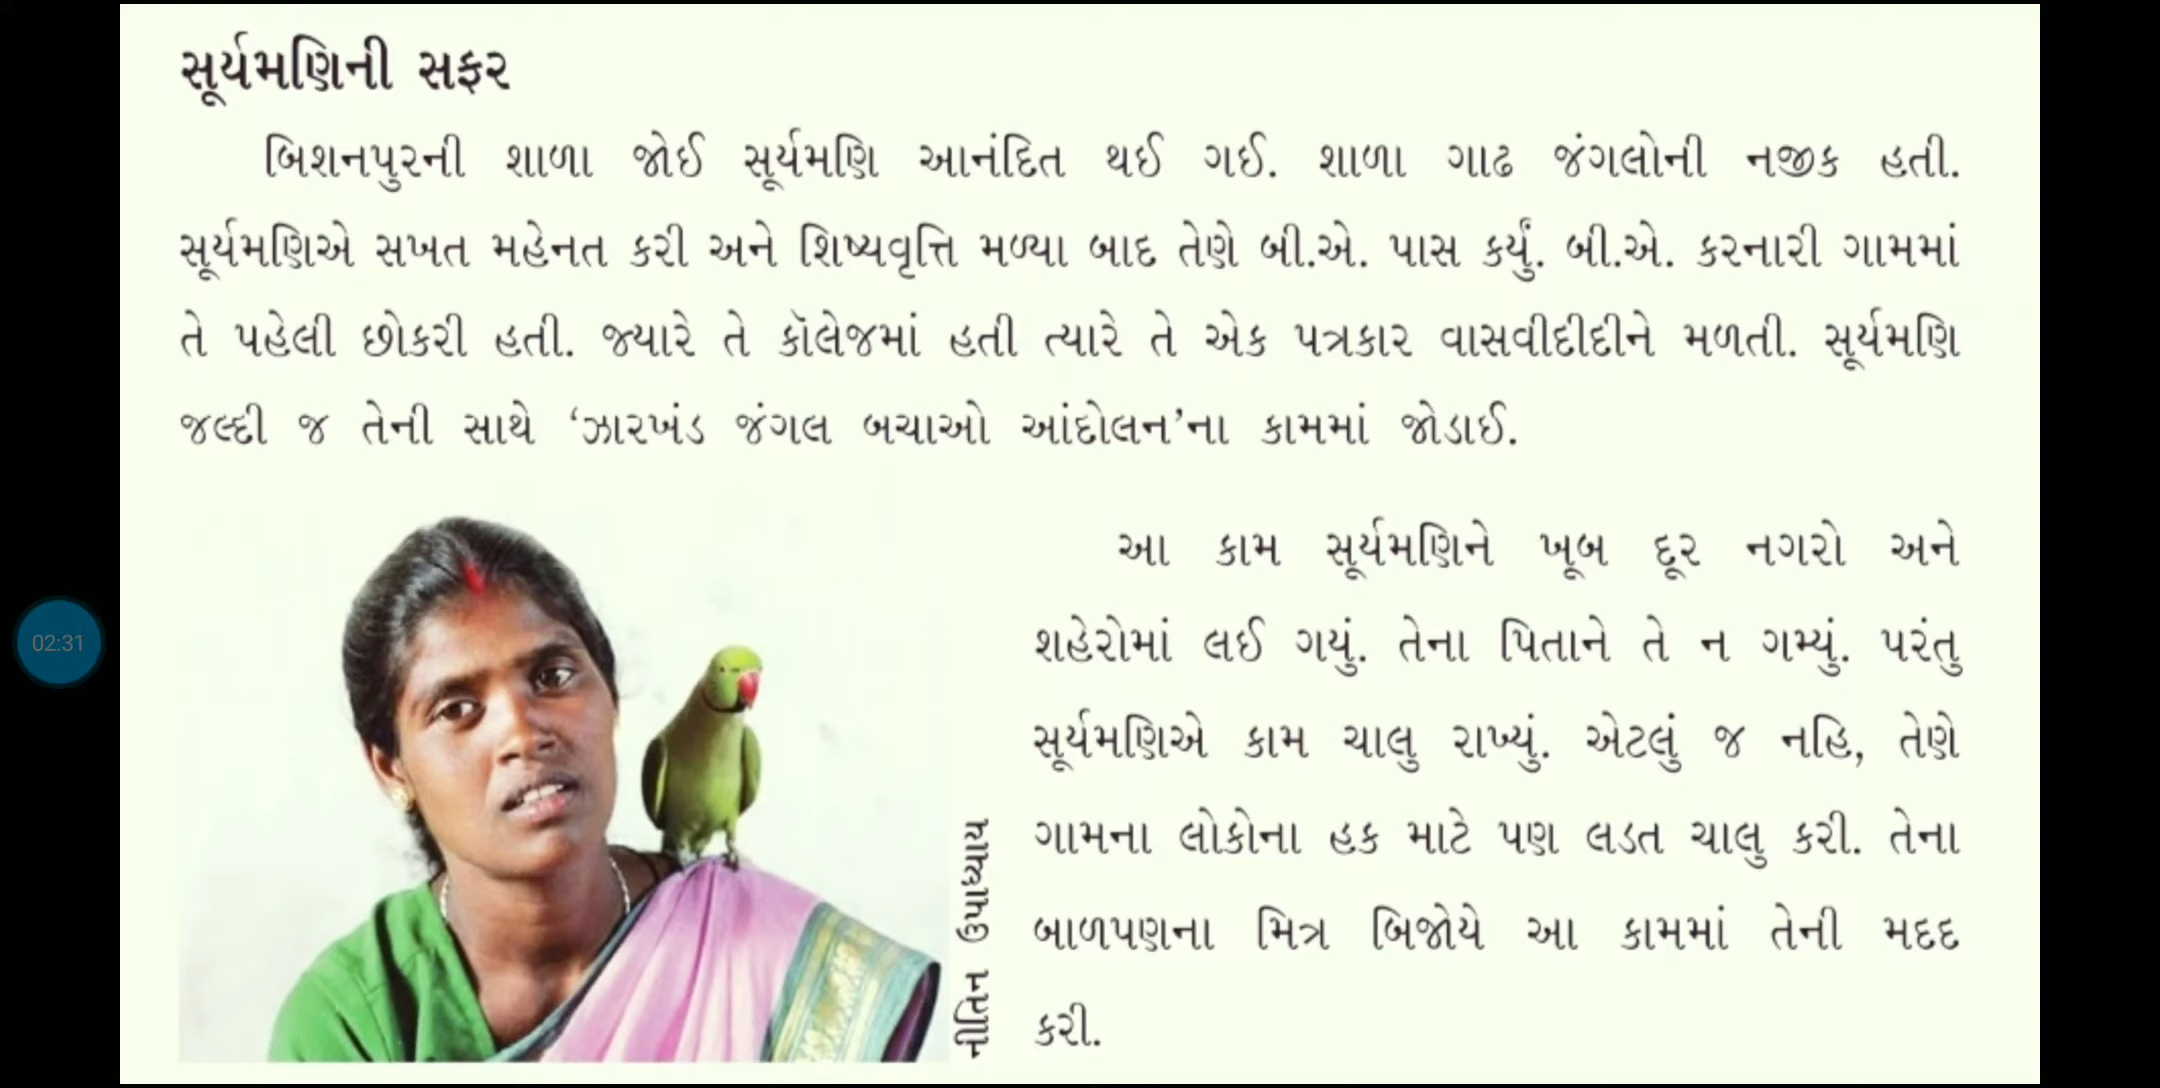 સૂર્યમણિની સફર
બિશનપુરની શાળા જોઈ સૂર્યમણિ આનંદિત થઈ ગઈ. શાળા ગાઢ જંગલોની નજીક હતી.
સૂર્યમણિએ સખત મહેનત કરી અને શિષ્યવૃત્તિ મળ્યા બાદ તેણે બી.એ. પાસ કર્યું. બી.એ. કરનારી ગામમાં
તે પહેલી છોકરી હતી. જ્યારે તે કૉલેજમાં હતી ત્યારે તે એક પત્રકાર વાસવીદીદીને મળતી. સૂર્યમણિ
જલ્દી જ તેની સાથે ‘ઝારખંડ જંગલ બચાઓ આંદોલન’ના કામમાં જોડાઈ.
આ કામ સૂર્યમણિને ખૂબ દૂર નગરો અને
શહેરોમાં લઈ ગયું. તેના પિતાને તે ન ગમ્યું. પરંતુ
સૂર્યમણિએ કામ ચાલુ રાખ્યું. એટલું જ નહિ, તેણે
ગામના લોકોના હક માટે પણ લડત ચાલુ કરી. તેના
બાળપણના મિત્ર બિજોયે આ કામમાં તેની મદદ
કરી.
નીતિન ઉપાધ્યાય
02:31